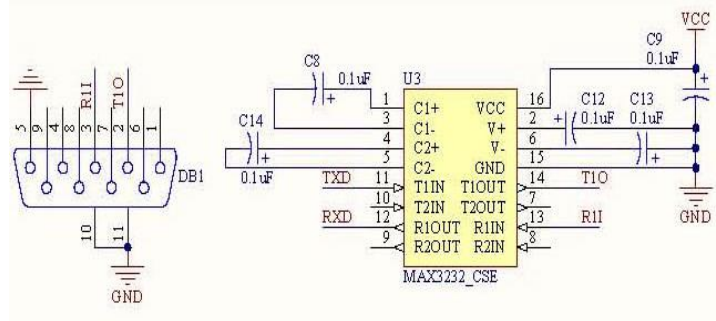 VCC
C9
0.1uF
C8
0.1uF
U3
R1I
T1O
5 9 4 8 3 7 2 6 1
DB1
10 11
GND
C14
0.1uF
1 C1+ VCC 16
3 C1- V+ 2
4 C2+ V- 6
5 C2- GND 15
TXD 11 T1IN T1OUT 14 T1O
10 T2IN T2OUT 7
RXD 12 R1OUT R1IN 13 R1I
9 R2OUT R2IN 8
MAX3232_CSE
C12 C13
0.1uF 0.1uF
GND